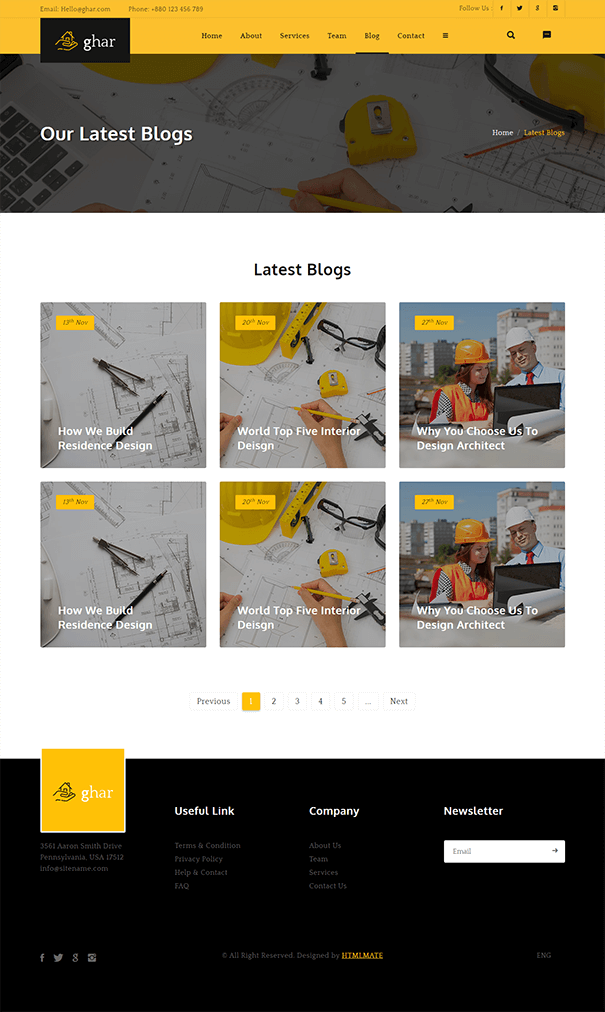 Email: Hello@ghar.com Phone: +880 123 456 789 Follow Us :
ghar
Home About Services Team Blog Contact
Our Latest Blogs
Home / Latest Blogs
Latest Blogs
13th Nov
How We Build
Residence Design
20th Nov
World Top Five Interior
Deisgn
27th Nov
Why You Choose Us To
Design Architect
13th Nov
How We Build
Residence Design
20th Nov
World Top Five Interior
Deisgn
27th Nov
Why You Choose Us To
Design Architect
Previous 1 2 3 4 5 ... Next
ghar
3561 Aaron Smith Drive
Pennsylvania, USA 17512
info@sitename.com
Useful Link
Terms & Condition
Privacy Policy
Help & Contact
FAQ
Company
About Us
Team
Services
Contact Us
Newsletter
Email
© All Right Reserved. Designed by HTMLMATE
ENG